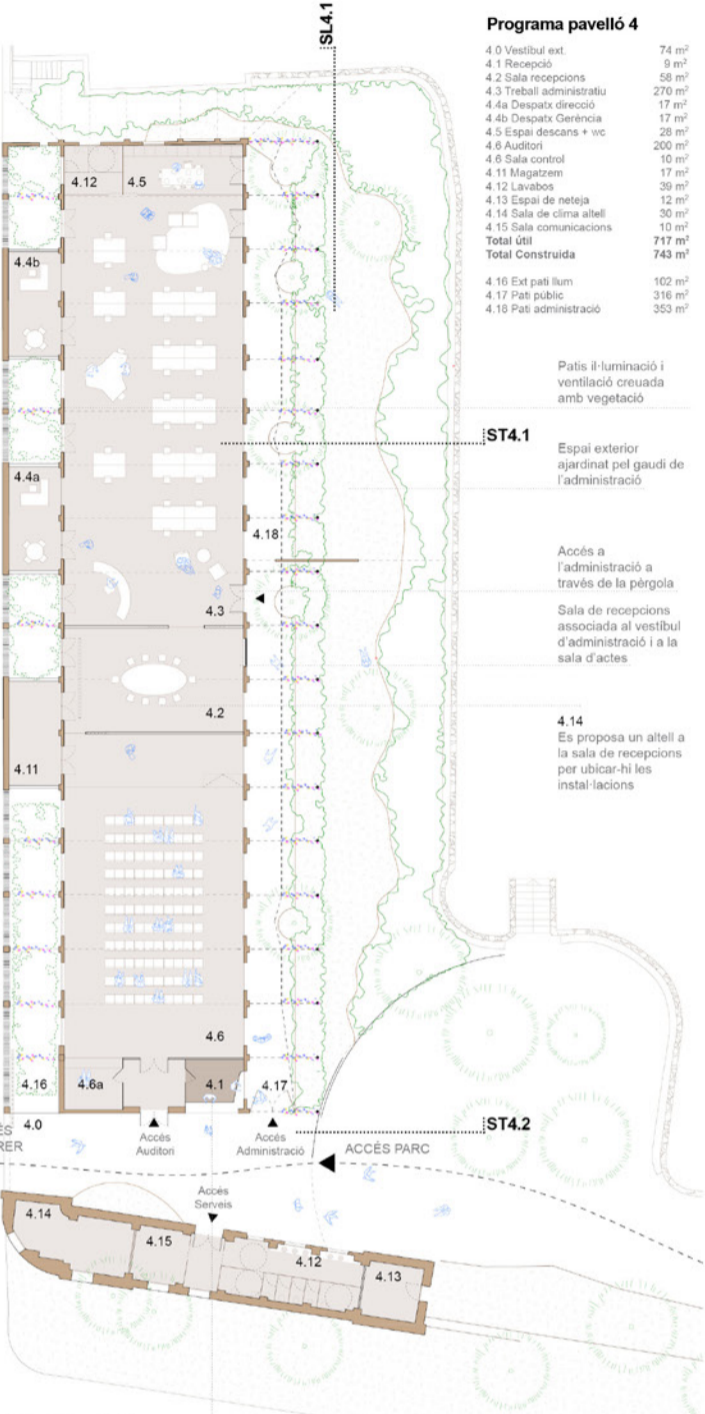 SL4.1
Programa pavelló 4
4.0 Vestíbul ext. 74 m²
4.1 Recepció 9 m²
4.2 Sala recepcions 58 m²
4.3 Treball administratiu 270 m²
4.4a Despatx direcció 17 m²
4.4b Despatx Gerència 17 m²
4.5 Espai descans + wc 28 m²
4.6 Auditori 200 m²
4.6 Sala control 10 m²
4.11 Magatzem 17 m²
4.12 Lavabos 39 m²
4.13 Espai de neteja 12 m²
4.14 Sala de clima altell 30 m²
4.15 Sala comunicacions 10 m²
Total útil 717 m²
Total Construida 743 m²
4.16 Ext pati llum 102 m²
4.17 Pati públic 316 m²
4.18 Pati administració 353 m²
4.12
4.5
4.4b
Patis il·luminació i
ventilació creuada
amb vegetació
ST4.1
Espai exterior
ajardinat pel gaudi de
l'administració
4.4a
4.18
Accés a
l'administració a
través de la pèrgola
4.3
Sala de recepcions
associada al vestíbul
d'administració i a la
sala d'actes
4.2
4.14
Es proposa un altell a
la sala de recepcions
per ubicar-hi les
instal·lacions
4.11
4.6
4.16
4.6a
4.1
4.17
4.0
ST4.2
ES
RER
Accés
Auditori
Accés
Administració
ACCÉS PARC
Accés
Serveis
4.14
4.15
4.12
4.13